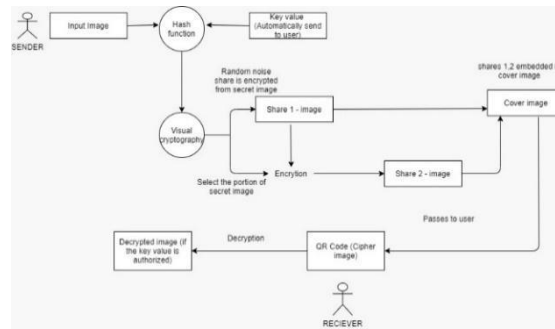 SENDER
Input Image
Hash
function
Key value
(Automatically send
to user)
Random noise
share is encrypted
from secret image
shares 1,2 embedded
cover image
Share 1 - image
Cover image
Visual
cryptography
Select the portion of
secret image
Encrytion
Share 2 - image
Passes to user
Decrypted image (if
the key value is
authorized)
Decryption
QR Code (Cipher
image)
RECIEVER